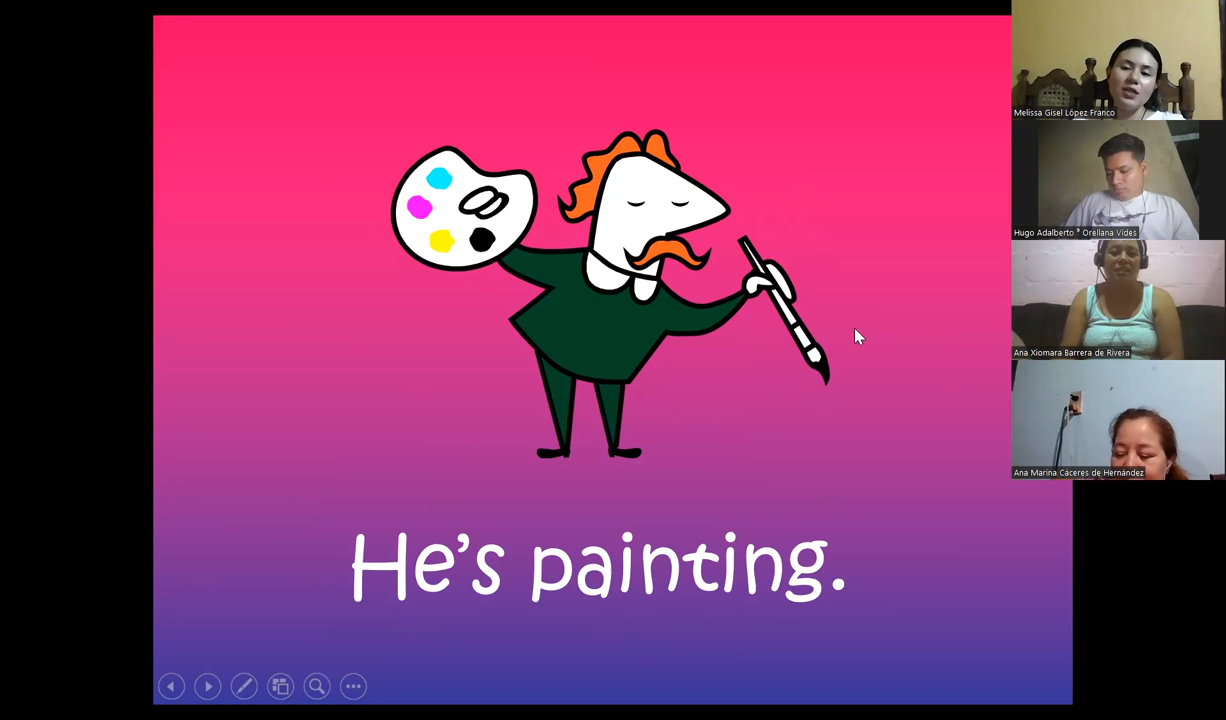 He's painting.
Melissa Gisel López Franco
Hugo Adalberto * Orellana Vides
Ana Xiomara Barrera de Rivera
Ana Marina Cáceres de Hernández